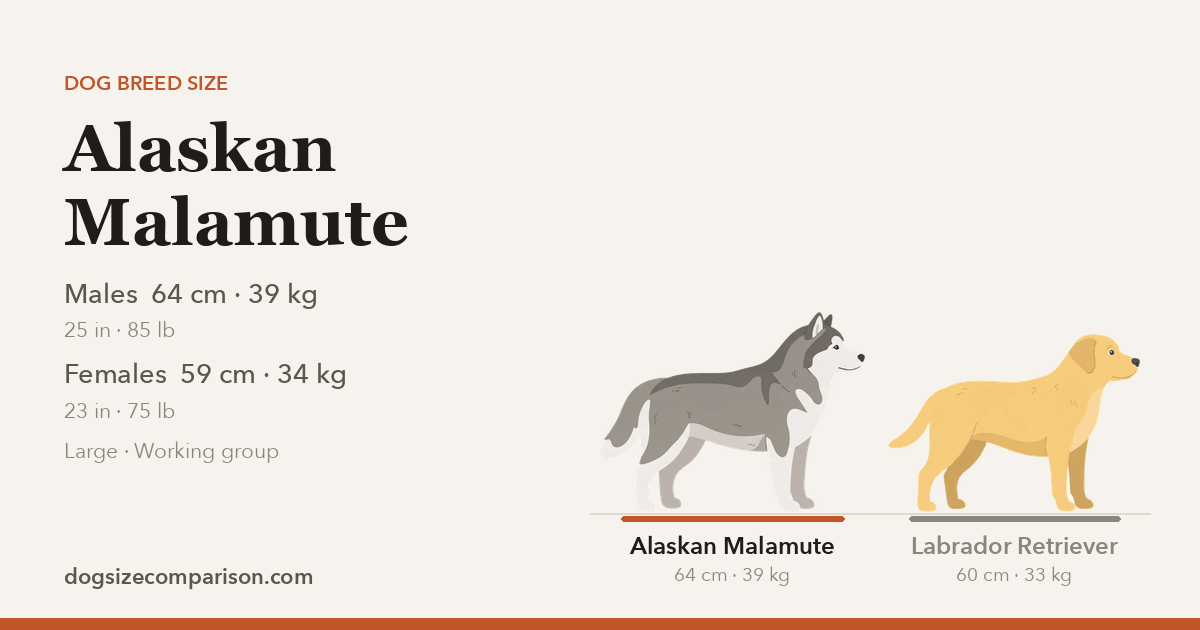 DOG BREED SIZE
Alaskan
Malamute
Males 64 cm · 39 kg
25 in · 85 lb
Females 59 cm · 34 kg
23 in · 75 lb
Large · Working group
dogsizecomparison.com
Alaskan Malamute
64 cm · 39 kg
Labrador Retriever
60 cm · 33 kg